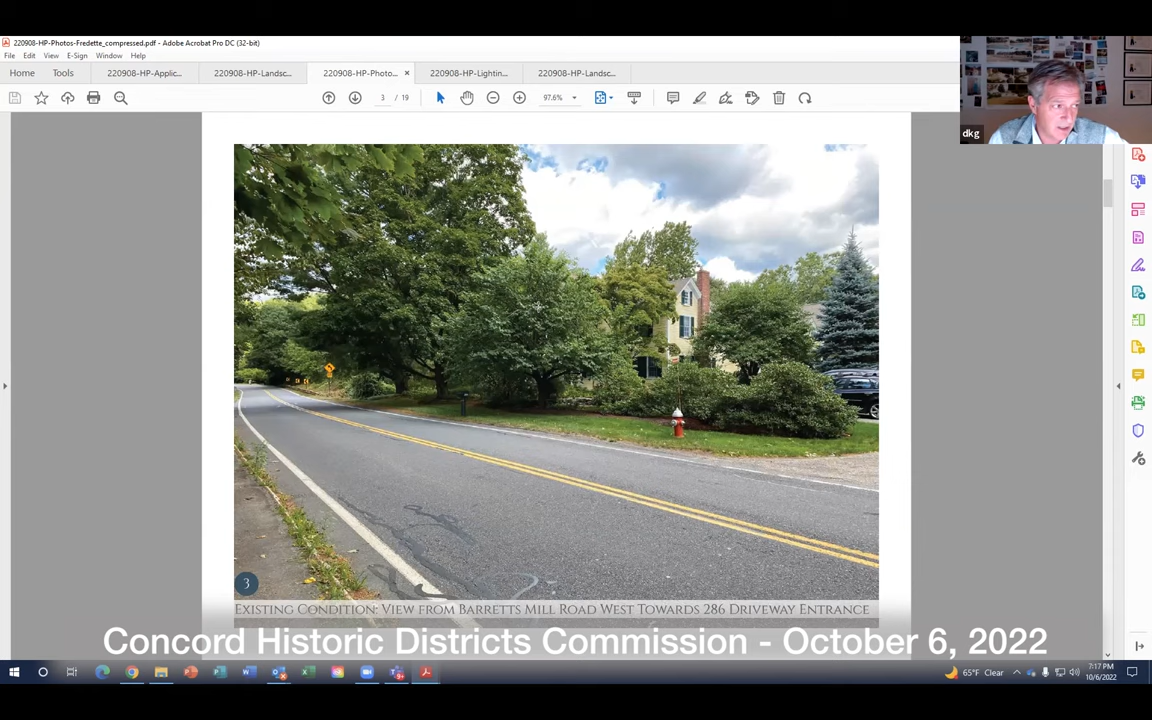 220908-HP-Photos-Fredette_compressed.pdf - Adobe Acrobat Pro DC (32-bit)
File Edit View E-Sign Window Help
Home Tools 220908-HP-Applic... 220908-HP-Landsc... 220908-HP-Photo... × 220908-HP-Lightin... 220908-HP-Landsc...
3 / 19 97.6%
dkg
3
Existing Condition: View from Barretts Mill Road West Towards 286 Driveway Entrance
Concord Historic Districts Commission - October 6, 2022
65°F Clear
7:17 PM
10/6/2022